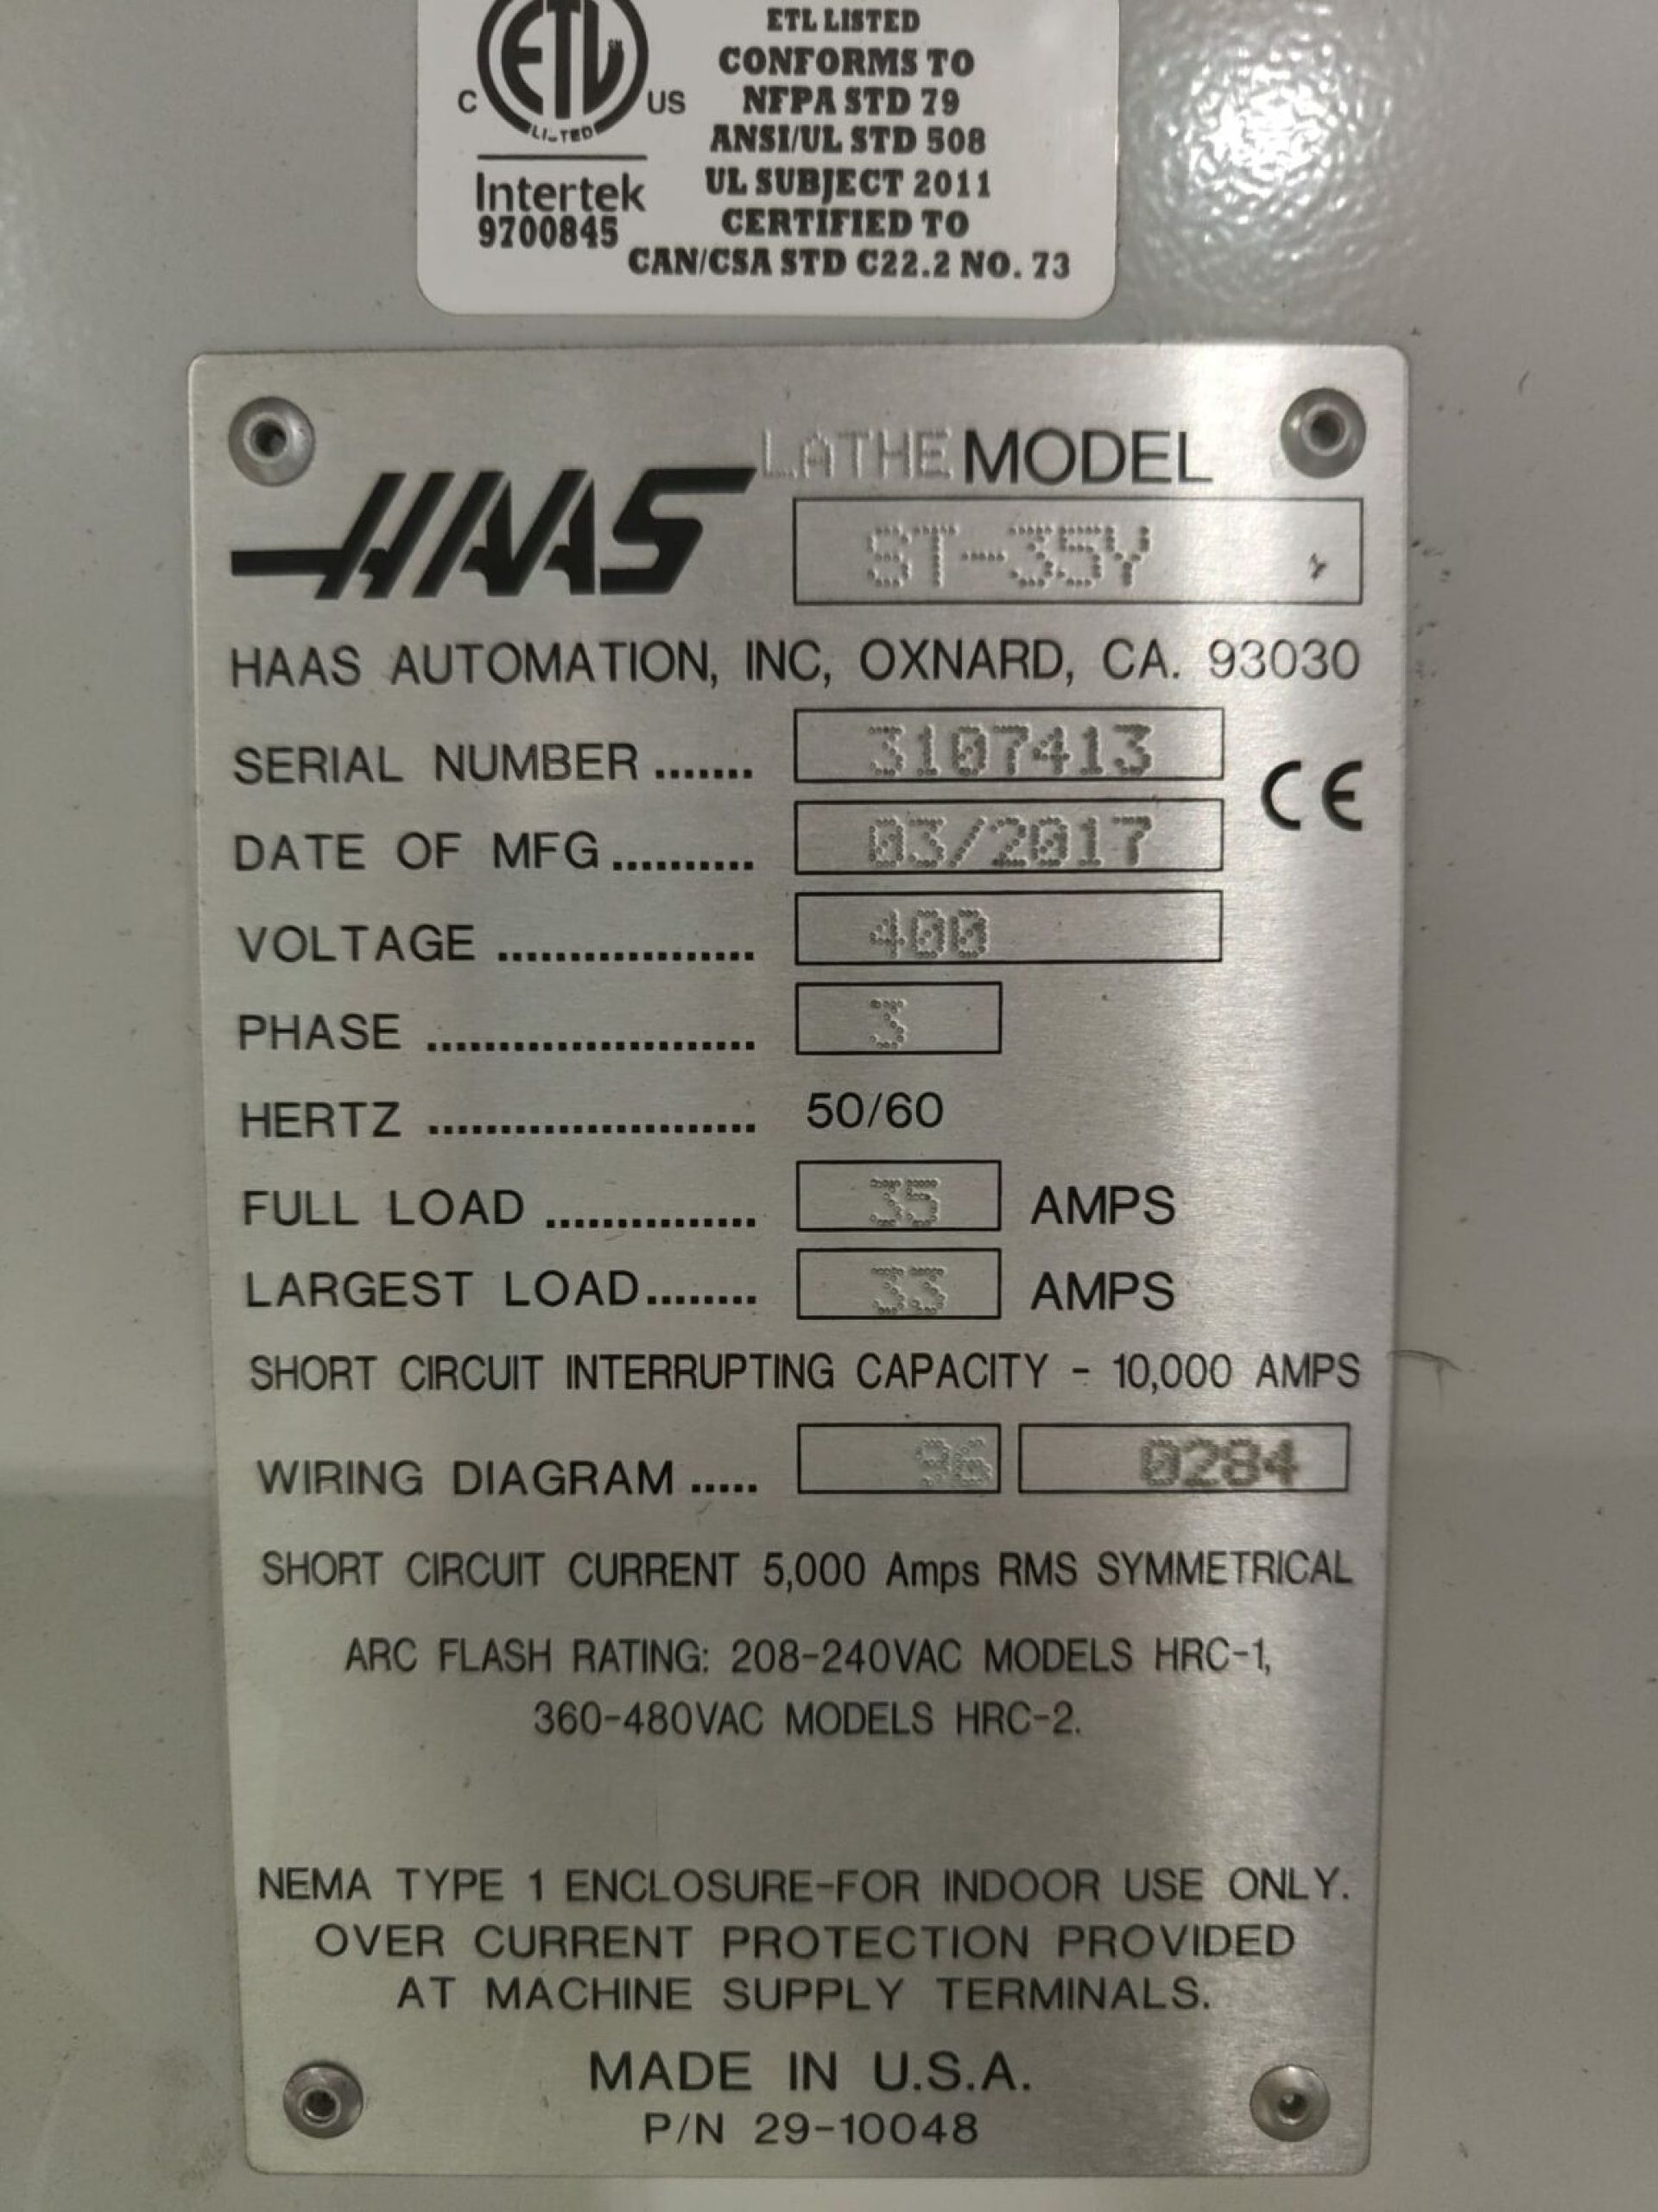 ETL LISTED
CONFORMS TO
NFPA STD 79
ANSI/UL STD 508
UL SUBJECT 2011
CERTIFIED TO
CAN/CSA STD C22.2 NO. 73
ETL
C US
LISTED
Intertek
9700845
LATHE MODEL
HAAS
ST-35Y
HAAS AUTOMATION, INC, OXNARD, CA. 93030
SERIAL NUMBER ....... 3107413
CE
DATE OF MFG .......... 03/2017
VOLTAGE .................. 400
PHASE ....................... 3
HERTZ ....................... 50/60
FULL LOAD ............... 35 AMPS
LARGEST LOAD ........ 33 AMPS
SHORT CIRCUIT INTERRUPTING CAPACITY - 10,000 AMPS
WIRING DIAGRAM ..... 96 0284
SHORT CIRCUIT CURRENT 5,000 Amps RMS SYMMETRICAL
ARC FLASH RATING: 208-240VAC MODELS HRC-1,
360-480VAC MODELS HRC-2.
NEMA TYPE 1 ENCLOSURE-FOR INDOOR USE ONLY.
OVER CURRENT PROTECTION PROVIDED
AT MACHINE SUPPLY TERMINALS.
MADE IN U.S.A.
P/N 29-10048